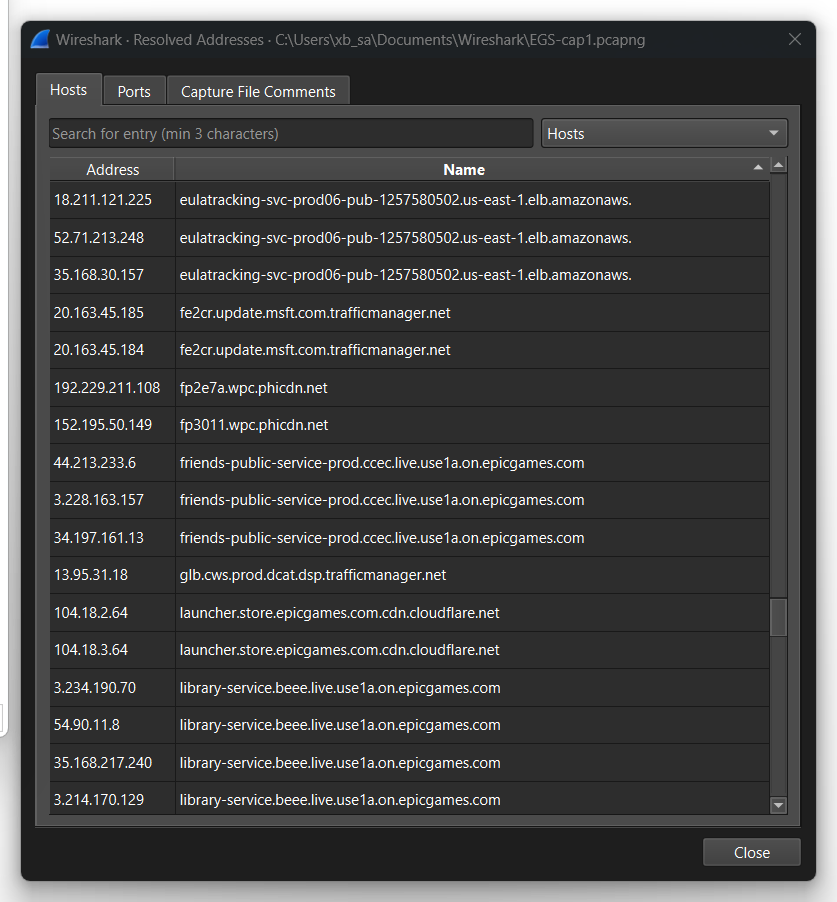 Wireshark · Resolved Addresses · C:\Users\xb_sa\Documents\Wireshark\EGS-cap1.pcapng
Hosts Ports Capture File Comments
Search for entry (min 3 characters) Hosts
Address Name
18.211.121.225 eulatracking-svc-prod06-pub-1257580502.us-east-1.elb.amazonaws.
52.71.213.248 eulatracking-svc-prod06-pub-1257580502.us-east-1.elb.amazonaws.
35.168.30.157 eulatracking-svc-prod06-pub-1257580502.us-east-1.elb.amazonaws.
20.163.45.185 fe2cr.update.msft.com.trafficmanager.net
20.163.45.184 fe2cr.update.msft.com.trafficmanager.net
192.229.211.108 fp2e7a.wpc.phicdn.net
152.195.50.149 fp3011.wpc.phicdn.net
44.213.233.6 friends-public-service-prod.ccec.live.use1a.on.epicgames.com
3.228.163.157 friends-public-service-prod.ccec.live.use1a.on.epicgames.com
34.197.161.13 friends-public-service-prod.ccec.live.use1a.on.epicgames.com
13.95.31.18 glb.cws.prod.dcat.dsp.trafficmanager.net
104.18.2.64 launcher.store.epicgames.com.cdn.cloudflare.net
104.18.3.64 launcher.store.epicgames.com.cdn.cloudflare.net
3.234.190.70 library-service.beee.live.use1a.on.epicgames.com
54.90.11.8 library-service.beee.live.use1a.on.epicgames.com
35.168.217.240 library-service.beee.live.use1a.on.epicgames.com
3.214.170.129 library-service.beee.live.use1a.on.epicgames.com
Close